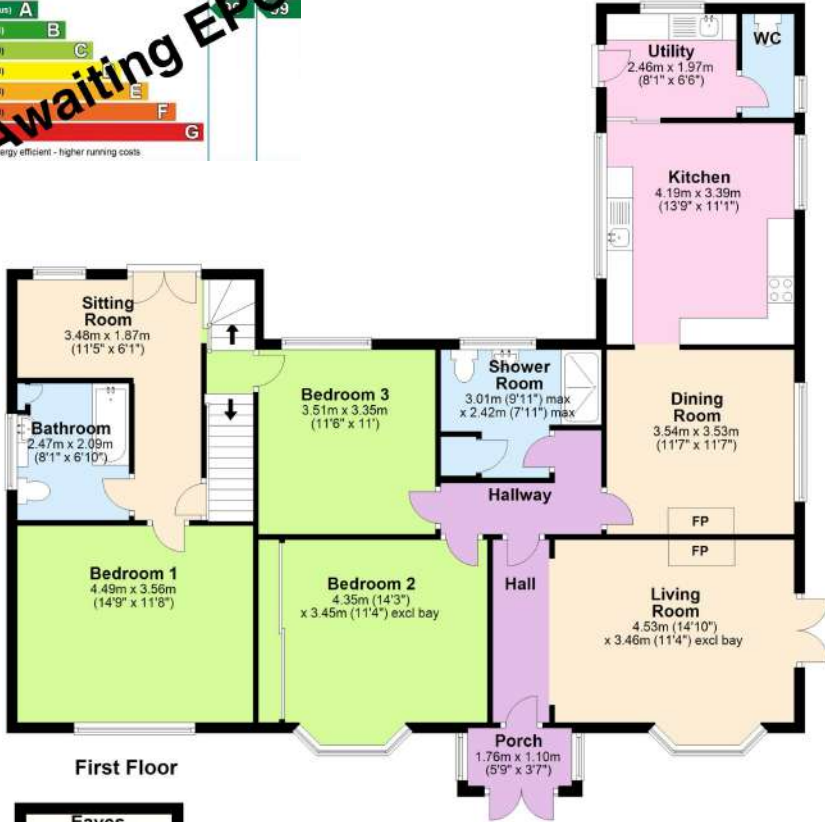 A
B
C
E
F
G
99
Awaiting EPC
ergy efficient - higher running costs
WC
Utility
2.46m x 1.97m
(8'1" x 6'6")
Kitchen
4.19m x 3.39m
(13'9" x 11'1")
Sitting
Room
3.48m x 1.87m
(11'5" x 6'1")
Bathroom
2.47m x 2.09m
(8'1" x 6'10")
Bedroom 3
3.51m x 3.35m
(11'6" x 11')
Shower
Room
3.01m (9'11") max
x 2.42m (7'11") max
Dining
Room
3.54m x 3.53m
(11'7" x 11'7")
Hallway
FP
FP
Bedroom 1
4.49m x 3.56m
(14'9" x 11'8")
Bedroom 2
4.35m (14'3")
x 3.45m (11'4") excl bay
Hall
Living
Room
4.53m (14'10")
x 3.46m (11'4") excl bay
Porch
1.76m x 1.10m
(5'9" x 3'7")
First Floor
Eaves